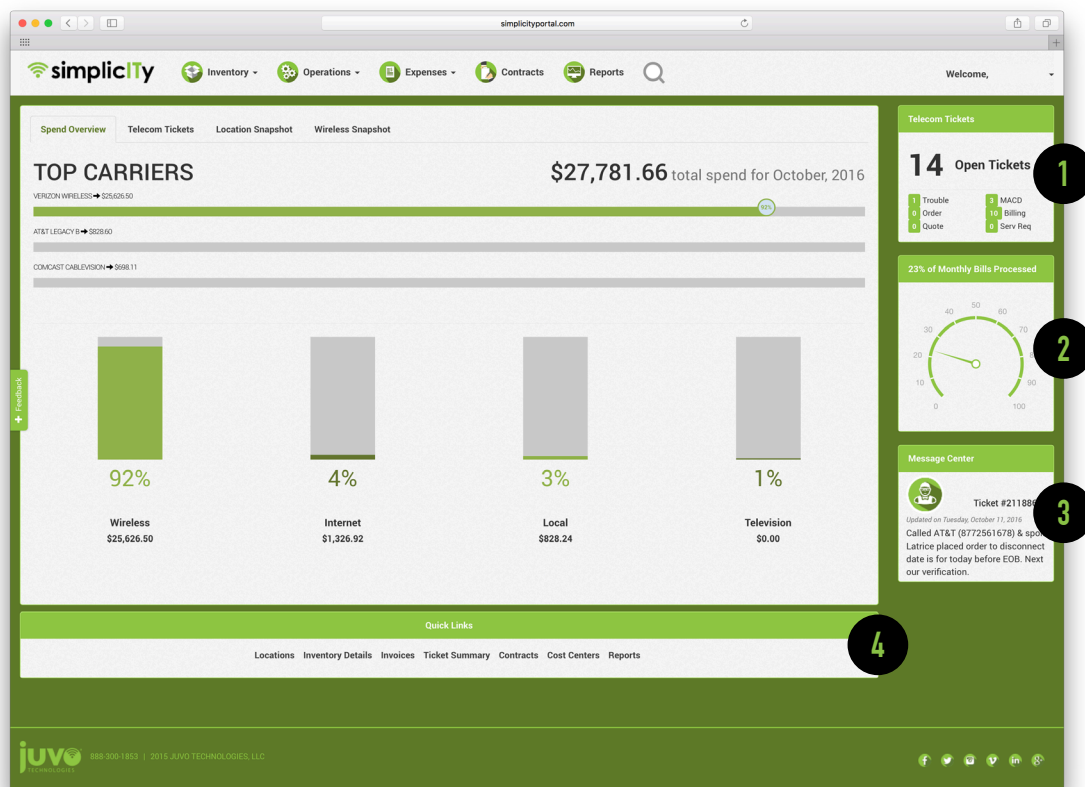 simplicityportal.com
simplicITy
Inventory
Operations
Expenses
Contracts
Reports
Welcome,
Spend Overview
Telecom Tickets
Location Snapshot
Wireless Snapshot
TOP CARRIERS
$27,781.66 total spend for October, 2016
VERIZON WIRELESS➔ $25,626.50
92%
AT&T LEGACY B➔ $828.60
COMCAST CABLEVISION➔ $698.11
92%
4%
3%
1%
Wireless
Internet
Local
Television
$25,626.50
$1,326.92
$828.24
$0.00
+ Feedback
Quick Links
Locations Inventory Details Invoices Ticket Summary Contracts Cost Centers Reports
Telecom Tickets
14 Open Tickets
1
1 Trouble
3 MACD
0 Order
10 Billing
0 Quote
0 Serv Req
23% of Monthly Bills Processed
0
10
20
30
40
50
60
70
90
100
2
Message Center
Ticket #211886
3
Updated on Tuesday, October 11, 2016
Called AT&T (8772561678) &
Latrice placed order to disconnect
date is for today before EOB. Next
our verification.
4
juvo
TECHNOLOGIES
888-300-1853 | 2015 JUVO TECHNOLOGIES, LLC